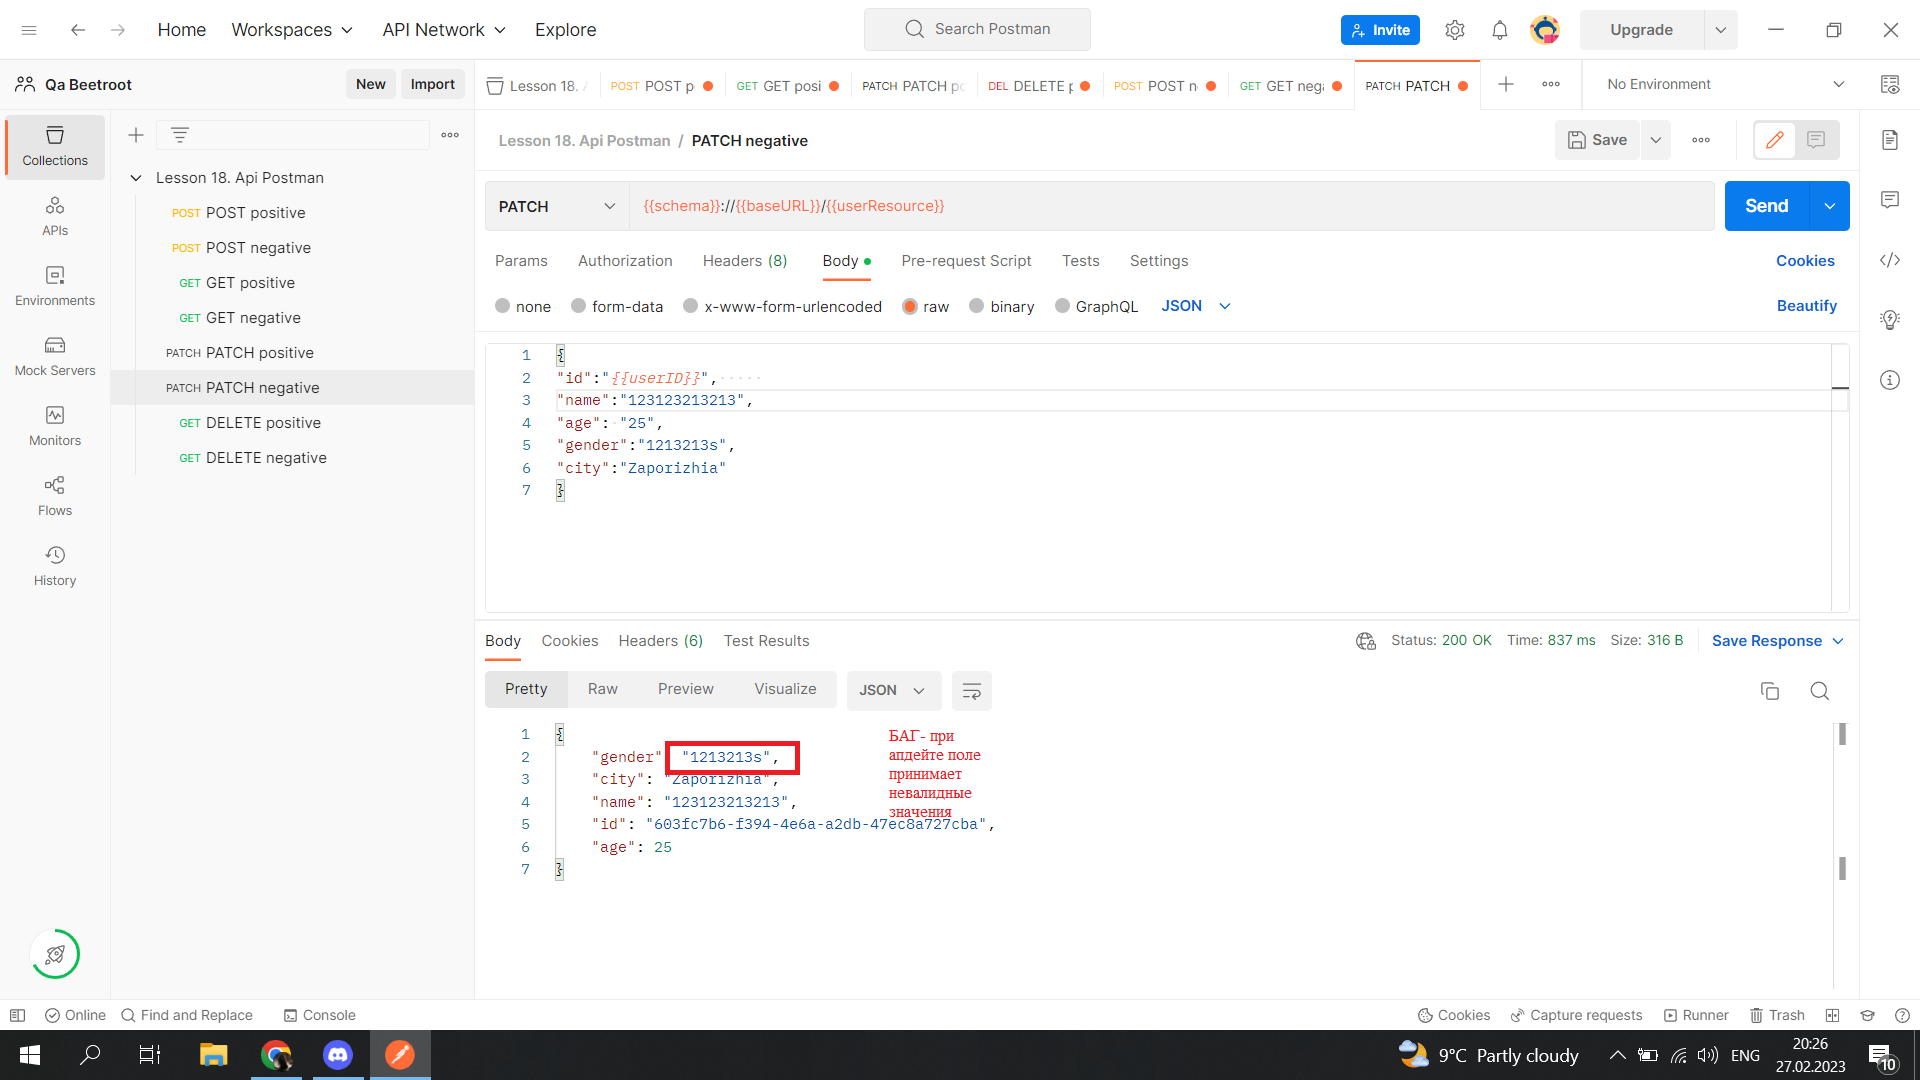 Home Workspaces API Network Explore Search Postman Invite Upgrade
Qa Beetroot New Import
Lesson 18. POST POST p GET GET posi PATCH PATCH po DEL DELETE p POST POST n GET GET nega PATCH PATCH No Environment
Lesson 18. Api Postman / PATCH negative Save
Collections
APIs
Environments
Mock Servers
Monitors
Flows
History
Lesson 18. Api Postman
POST POST positive
POST POST negative
GET GET positive
GET GET negative
PATCH PATCH positive
PATCH PATCH negative
GET DELETE positive
GET DELETE negative
PATCH {{schema}}://{{baseURL}}/{{userResource}} Send
Params Authorization Headers (8) Body Pre-request Script Tests Settings Cookies
none form-data x-www-form-urlencoded raw binary GraphQL JSON Beautify
1 {
2 "id":"{{userID}}",
3 "name":"123123213213",
4 "age": "25",
5 "gender":"1213213s",
6 "city":"Zaporizhia"
7 }
Body Cookies Headers (6) Test Results Status: 200 OK Time: 837 ms Size: 316 B Save Response
Pretty Raw Preview Visualize JSON
1 {
2 "gender" "1213213s",
3 "city": "Zaporizhia",
4 "name": "123123213213",
5 "id": "603fc7b6-f394-4e6a-a2db-47ec8a727cba",
6 "age": 25
7 }
БАГ- при
апдейте поле
принимает
невалидные
значения
Online Find and Replace Console Cookies Capture requests Runner Trash
9°C Partly cloudy ENG 20:26
27.02.2023 10